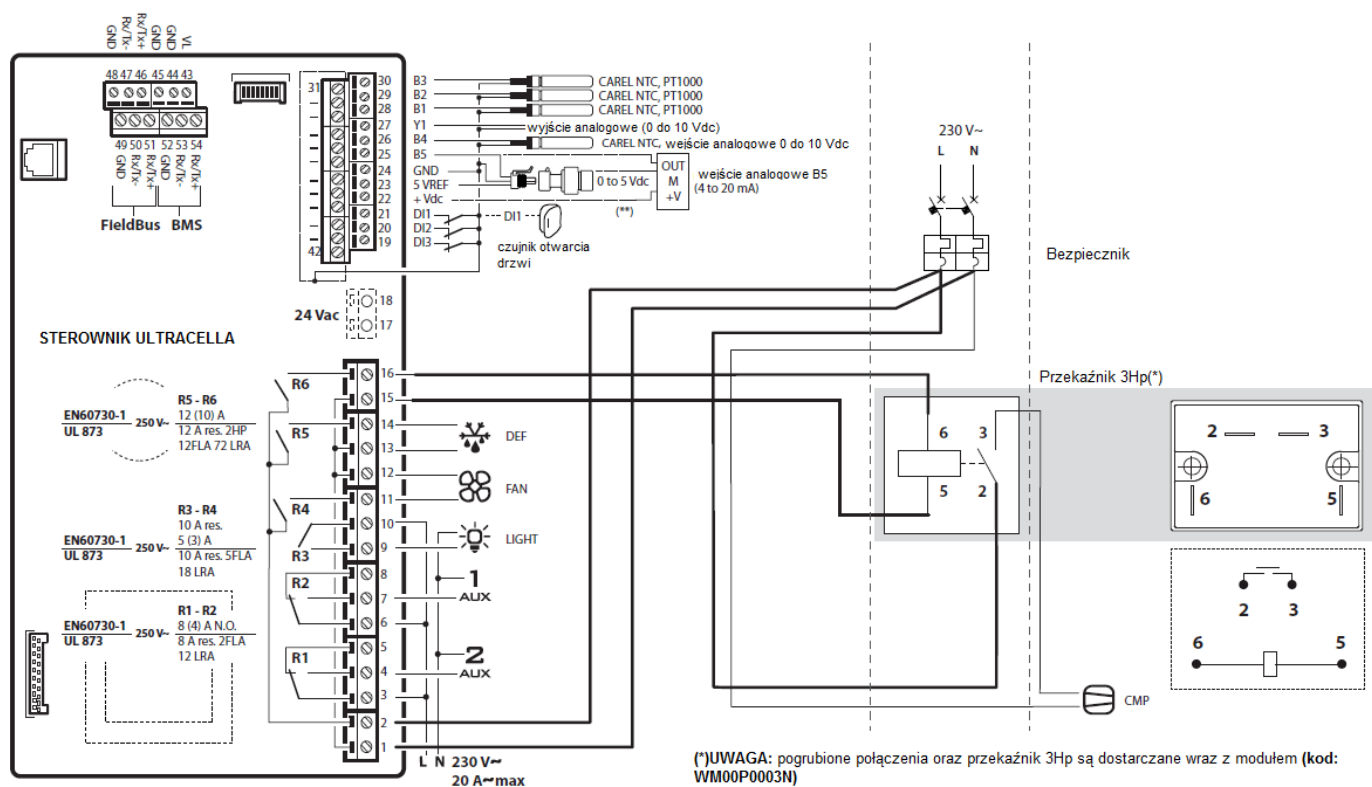 GND
Rx/Tx-
Rx/Tx+
GND
GND
VL
48 47 46 45 44 43
49 50 51 52 53 54
GND
Rx/Tx-
Rx/Tx+
GND
Rx/Tx-
Rx/Tx+
FieldBus BMS
31
42
30 B3 CAREL NTC, PT1000
29 B2 CAREL NTC, PT1000
28 B1 CAREL NTC, PT1000
27 Y1 wyjście analogowe (0 do 10 Vdc)
26 B4 CAREL NTC, wejście analogowe 0 do 10 Vdc
25 B5
24 GND
23 5 VREF
22 + Vdc
21 DI1
20 DI2
19 DI3
0 to 5 Vdc
OUT
M
+V
wejście analogowe B5
(4 to 20 mA)
(**)
DI1
czujnik otwarcia
drzwi
24 Vac
18
17
STEROWNIK ULTRACELLA
EN60730-1
UL 873
250 V~
R5 - R6
12 (10) A
12 A res. 2HP
12FLA 72 LRA
EN60730-1
UL 873
250 V~
R3 - R4
10 A res.
5 (3) A
10 A res. 5FLA
18 LRA
EN60730-1
UL 873
250 V~
R1 - R2
8 (4) A N.O.
8 A res. 2FLA
12 LRA
R6
R5
R4
R3
R2
R1
16
15
14
13
12
11
10
9
8
7
6
5
4
3
2
1
DEF
FAN
LIGHT
1
AUX
2
AUX
L N 230 V~
20 A~max
230 V~
L N
Bezpiecznik
Przekaźnik 3Hp(*)
6 3
5 2
2 3
6 5
2 3
6 5
CMP
(*)UWAGA: pogrubione połączenia oraz przekaźnik 3Hp są dostarczane wraz z modułem (kod:
WM00P0003N)